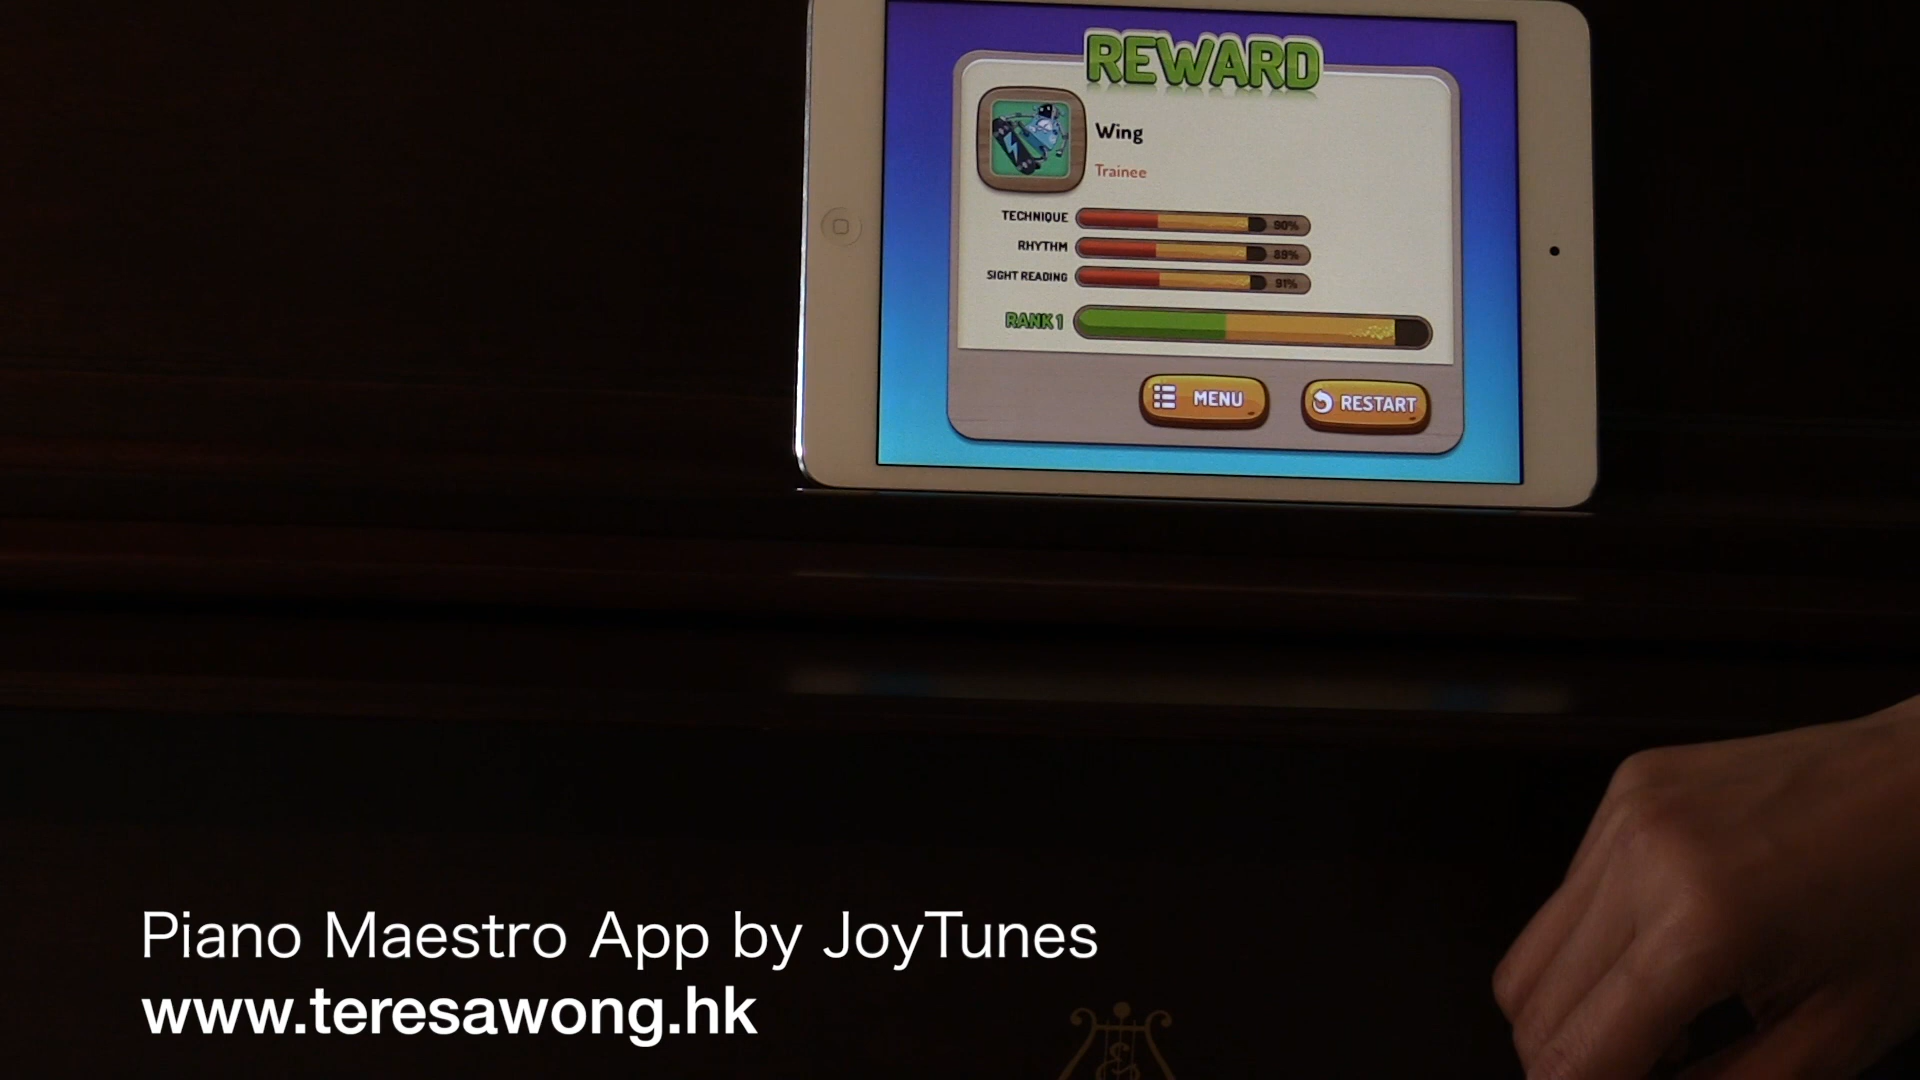 REWARD
Wing
Trainee
TECHNIQUE 90%
RHYTHM 89%
SIGHT READING 91%
RANK 1
MENU
RESTART
Piano Maestro App by JoyTunes
www.teresawong.hk